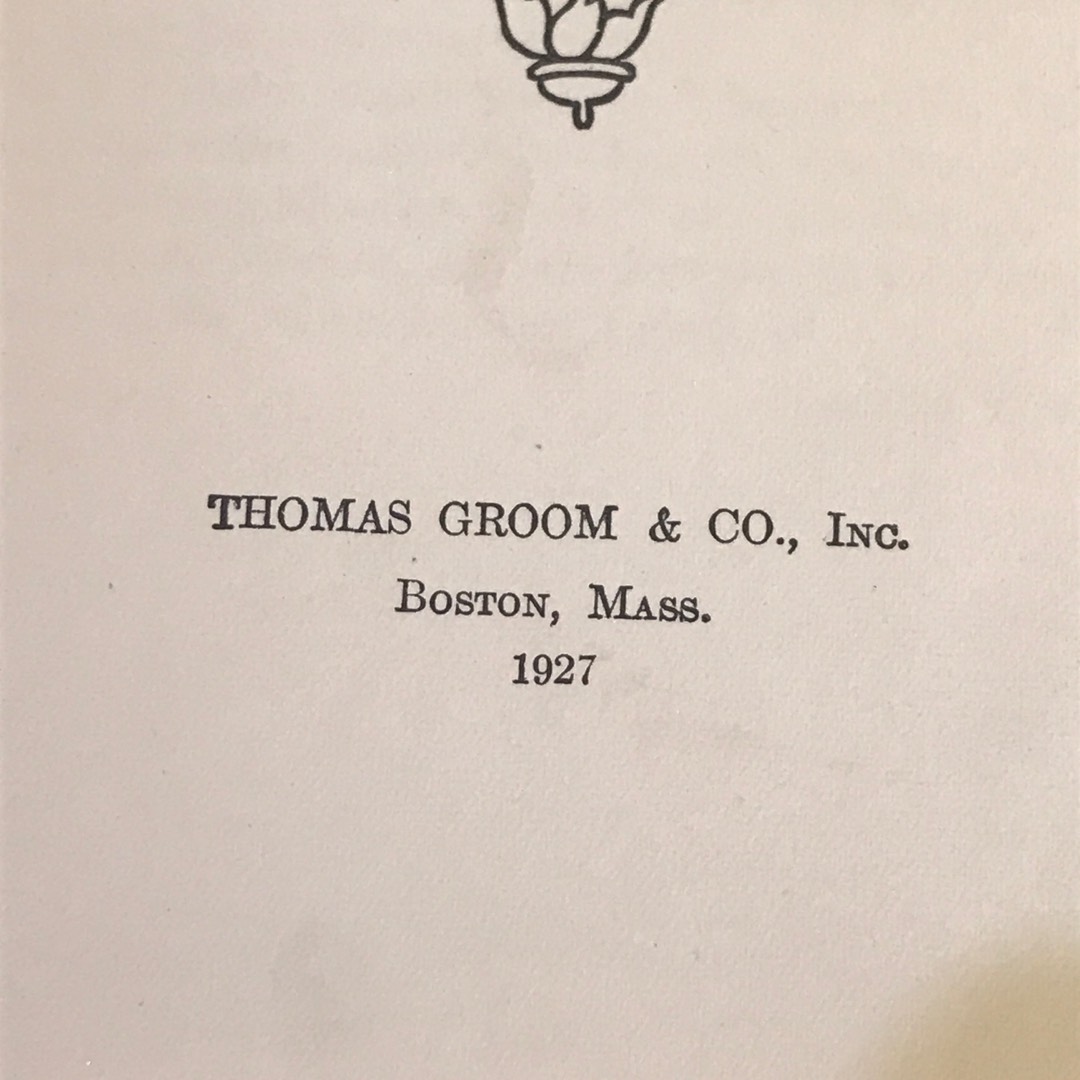 THOMAS GROOM & CO., INC.
BOSTON, MASS.
1927